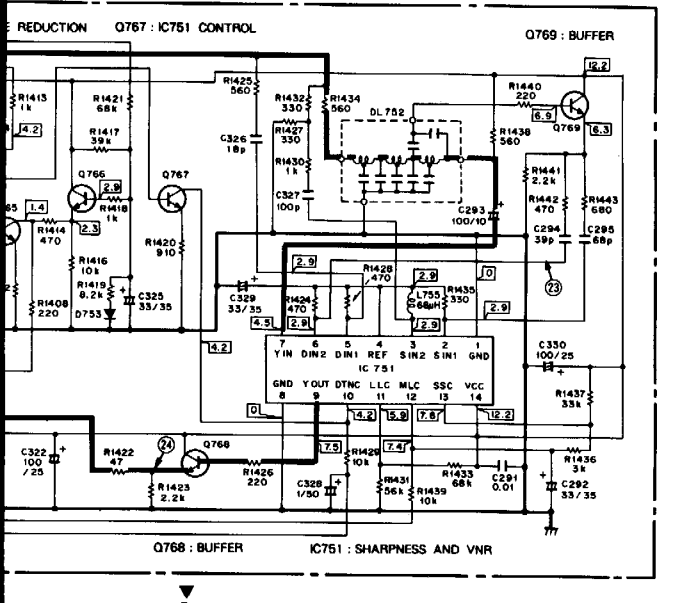 E REDUCTION Q767 : IC751 CONTROL
Q769 : BUFFER
12.2
R1425 560
R1432 330
R1434 560
R1440 220
DL752
6.9
Q769
6.3
R1413 1k
R1421 68k
4.2
R1417 39k
C326 18p
R1427 330
R1438 560
R1430 1k
R1441 2.2k
Q766
Q767
C327 100p
R1442 470
R1443 680
1.4
2.9
65
R1418 1k
2.3
C293 100/10
C294 39p
C295 68p
R1414 470
R1420 910
R1416 10k
2.9
R1428 470
2.9
0
23
R1419 8.2k
C325 33/35
C329 33/35
R1424 470
L755 68μH
R1435 330
2
R1408 220
D753
4.5
2.9
2.9
2.9
4.2
7 6 5 4 3 2 1
Y IN DIN2 DIN1 REF SIN2 SIN1 GND
IC 751
C330 100/25
GND YOUT DTNC LLC MLC SSC VCC
8 9 10 11 12 13 14
R1437 33k
0
4.2
5.9
7.8
12.2
7.5
7.4
C322 100 /25
R1422 47
24
Q768
R1429 10k
R1436 3k
R1426 220
R1433 68k
C291 0.01
R1423 2.2k
C328 1/50
R1431 56k
R1439 10k
C292 33/35
Q768 : BUFFER
IC751 : SHARPNESS AND VNR